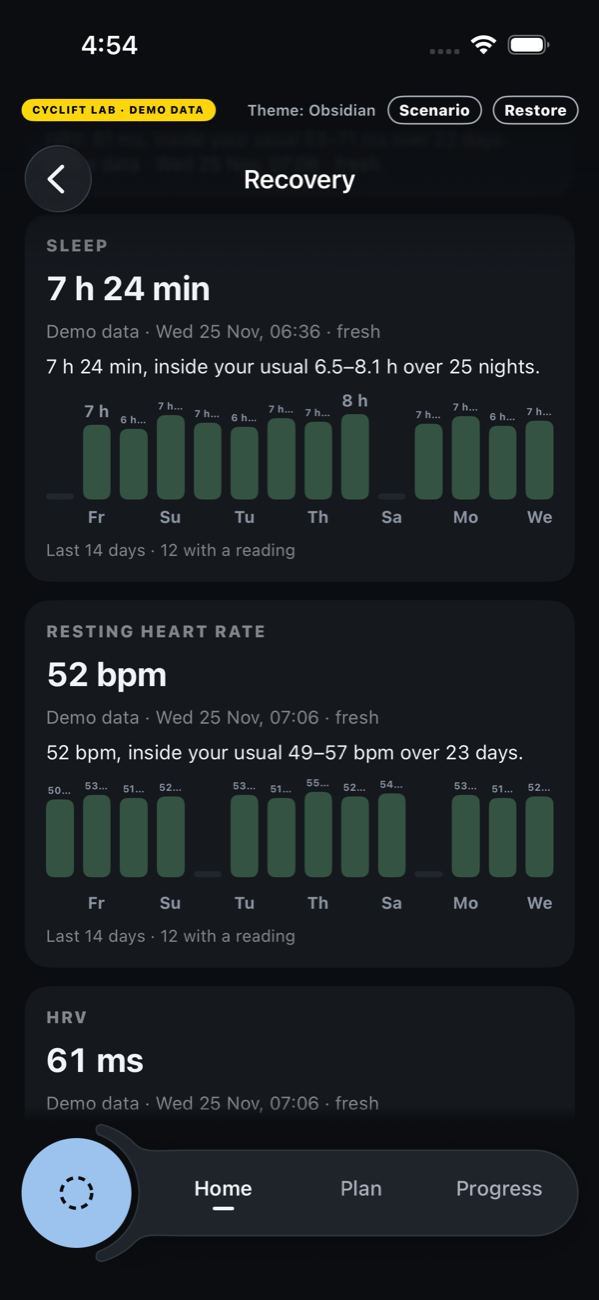 4:54
CYCLIFT LAB · DEMO DATA Theme: Obsidian Scenario Restore
Recovery
SLEEP
7 h 24 min
Demo data · Wed 25 Nov, 06:36 · fresh
7 h 24 min, inside your usual 6.5–8.1 h over 25 nights.
7 h 6 h... 7 h... 7 h... 6 h... 7 h... 7 h... 8 h 7 h... 7 h... 6 h... 7 h...
Fr Su Tu Th Sa Mo We
Last 14 days · 12 with a reading
RESTING HEART RATE
52 bpm
Demo data · Wed 25 Nov, 07:06 · fresh
52 bpm, inside your usual 49–57 bpm over 23 days.
50... 53... 51... 52... 53... 51... 55... 52... 54... 53... 51... 52...
Fr Su Tu Th Sa Mo We
Last 14 days · 12 with a reading
HRV
61 ms
Demo data · Wed 25 Nov, 07:06 · fresh
Home Plan Progress